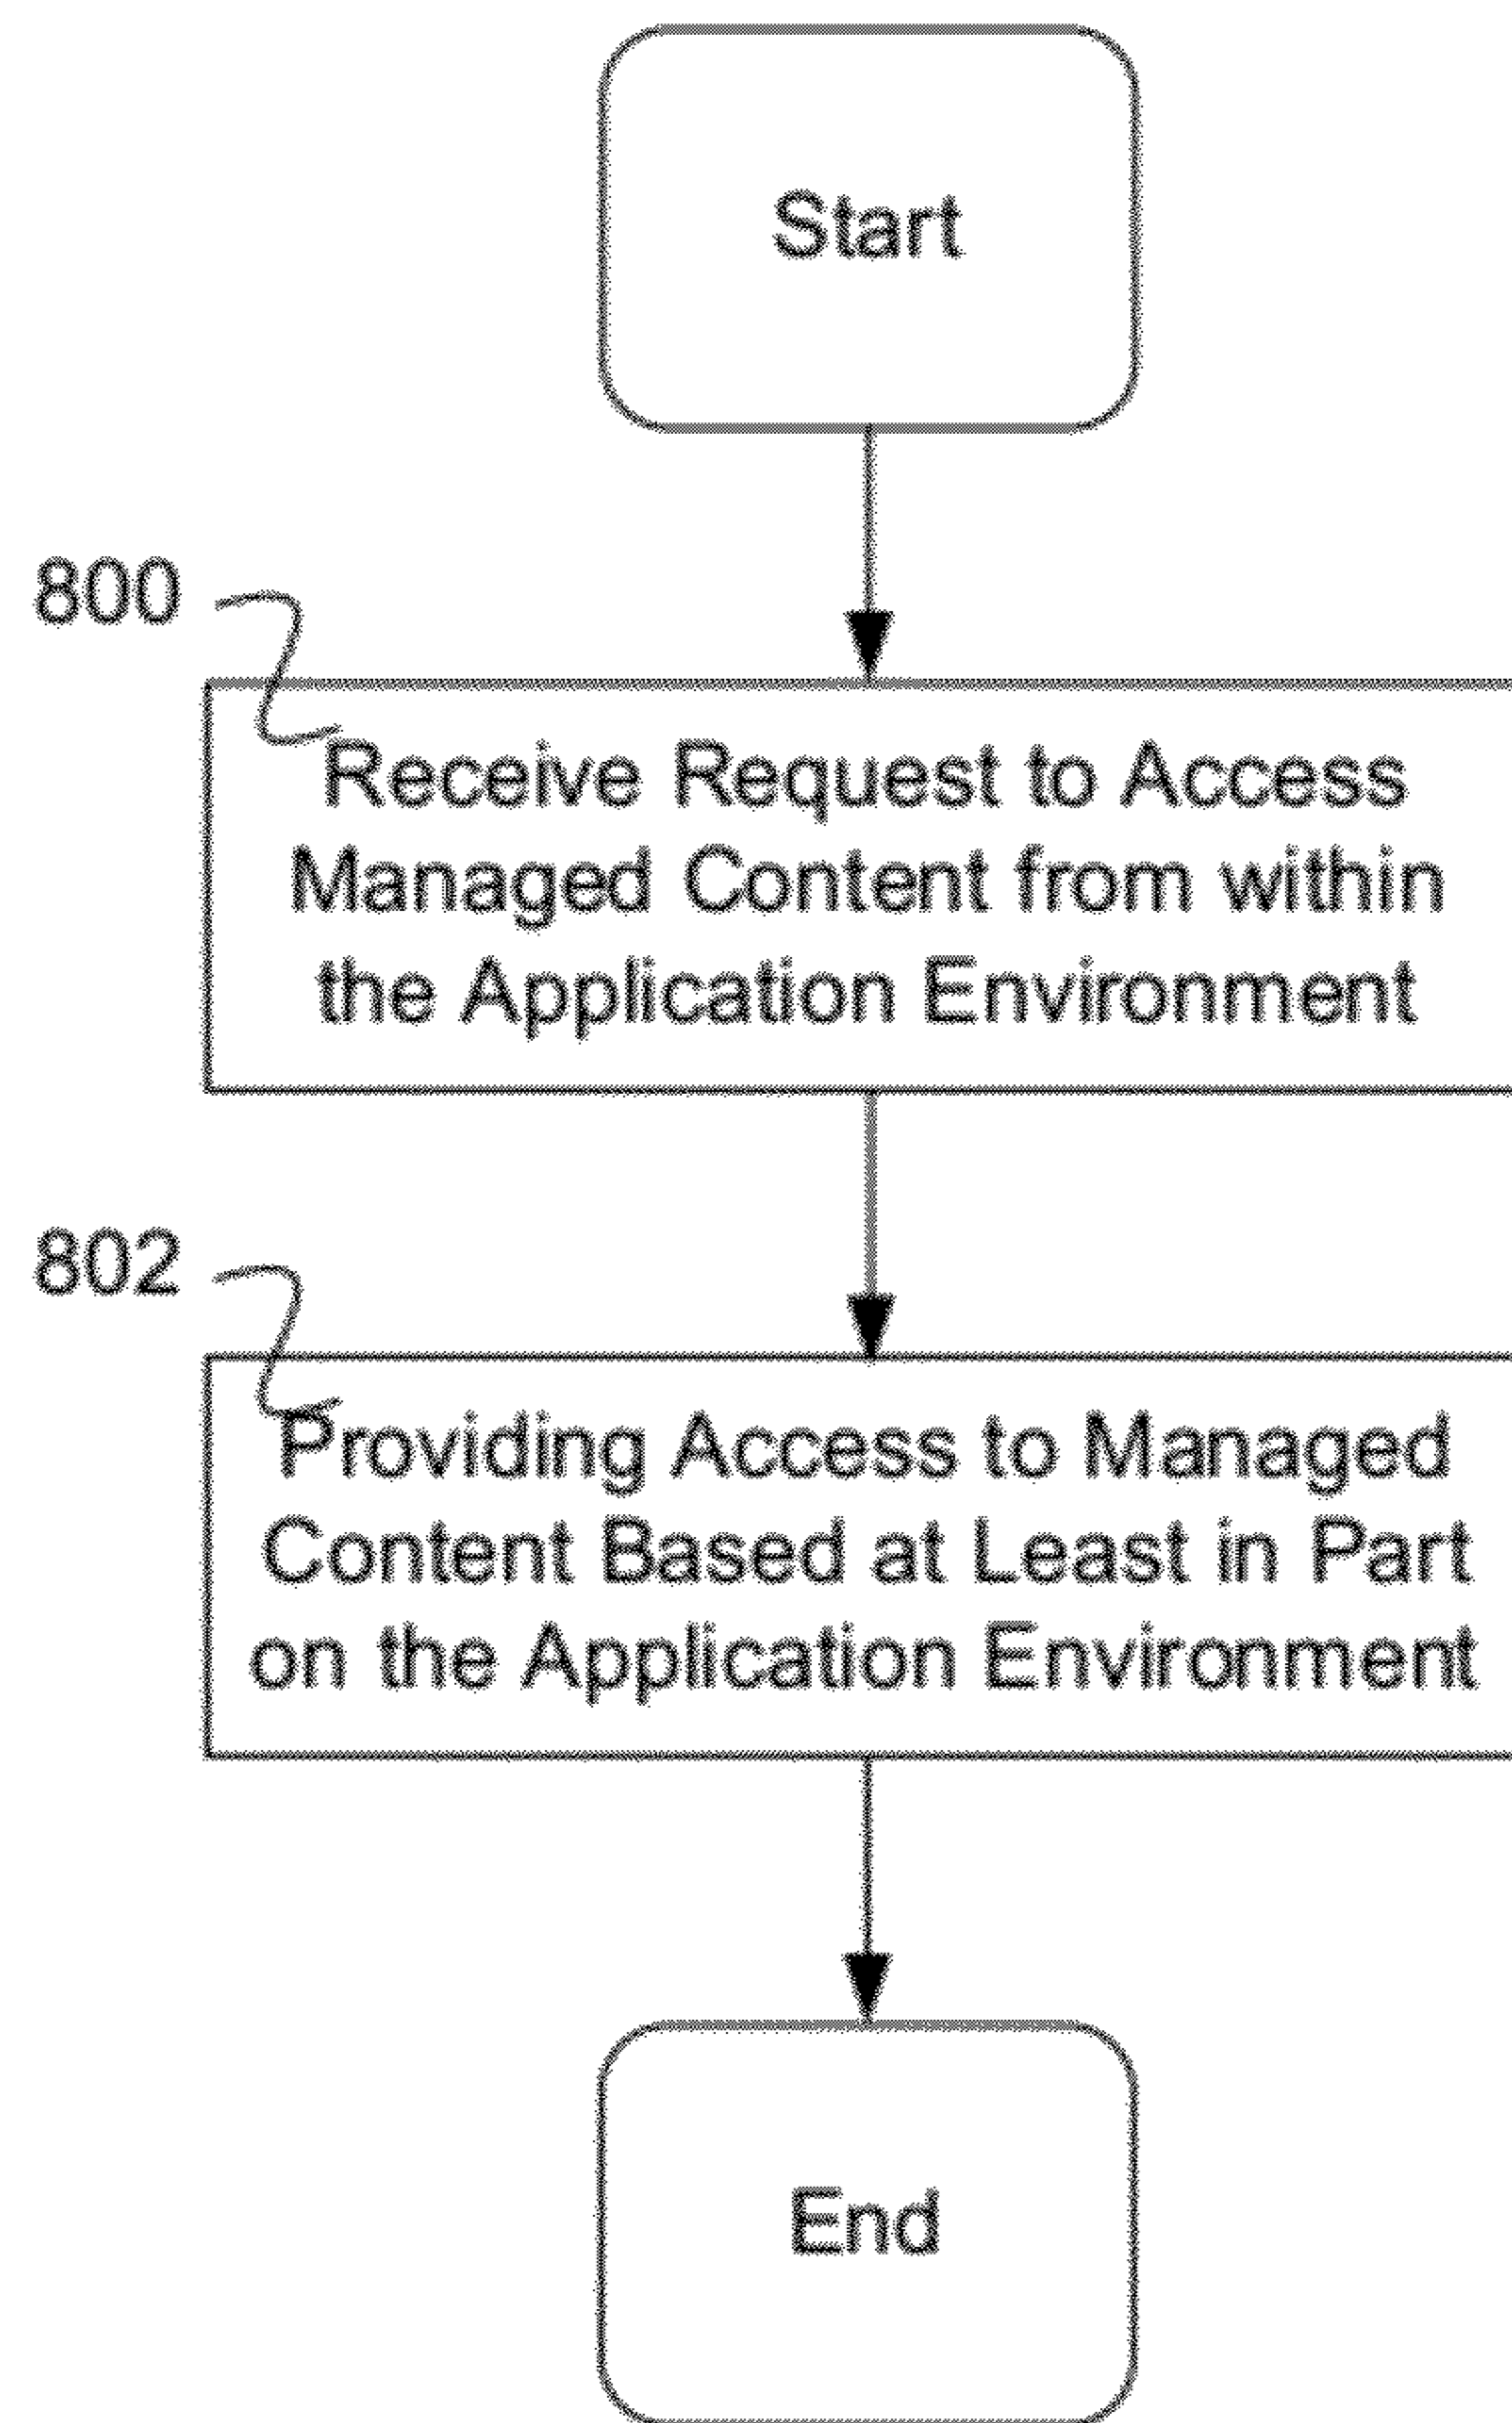 Start
800
Receive Request to Access
Managed Content from within
the Application Environment
802
Providing Access to Managed
Content Based at Least in Part
on the Application Environment
End